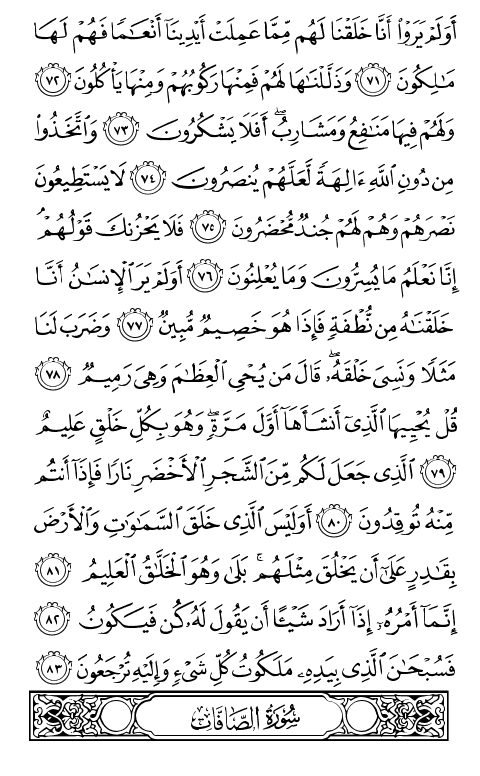 أَوَلَمْ يَرَوْا۟ أَنَّا خَلَقْنَا لَهُم مِّمَّا عَمِلَتْ أَيْدِينَآ أَنْعَـٰمًا فَهُمْ لَهَا
مَـٰلِكُونَ ٧١ وَذَلَّلْنَـٰهَا لَهُمْ فَمِنْهَا رَكُوبُهُمْ وَمِنْهَا يَأْكُلُونَ ٧٢
وَلَهُمْ فِيهَا مَنَـٰفِعُ وَمَشَارِبُ ۖ أَفَلَا يَشْكُرُونَ ٧٣ وَٱتَّخَذُوا۟
مِن دُونِ ٱللَّهِ ءَالِهَةً لَّعَلَّهُمْ يُنصَرُونَ ٧٤ لَا يَسْتَطِيعُونَ
نَصْرَهُمْ وَهُمْ لَهُمْ جُندٌ مُّحْضَرُونَ ٧٥ فَلَا يَحْزُنكَ قَوْلُهُمْ ۘ
إِنَّا نَعْلَمُ مَا يُسِرُّونَ وَمَا يُعْلِنُونَ ٧٦ أَوَلَمْ يَرَ ٱلْإِنسَـٰنُ أَنَّا
خَلَقْنَـٰهُ مِن نُّطْفَةٍ فَإِذَا هُوَ خَصِيمٌ مُّبِينٌ ٧٧ وَضَرَبَ لَنَا
مَثَلًا وَنَسِىَ خَلْقَهُۥ ۖ قَالَ مَن يُحْىِ ٱلْعِظَـٰمَ وَهِىَ رَمِيمٌ ٧٨
قُلْ يُحْيِيهَا ٱلَّذِىٓ أَنشَأَهَآ أَوَّلَ مَرَّةٍ ۖ وَهُوَ بِكُلِّ خَلْقٍ عَلِيمٌ
٧٩ ٱلَّذِى جَعَلَ لَكُم مِّنَ ٱلشَّجَرِ ٱلْأَخْضَرِ نَارًا فَإِذَآ أَنتُم
مِّنْهُ تُوقِدُونَ ٨٠ أَوَلَيْسَ ٱلَّذِى خَلَقَ ٱلسَّمَـٰوَٰتِ وَٱلْأَرْضَ
بِقَـٰدِرٍ عَلَىٰٓ أَن يَخْلُقَ مِثْلَهُم ۚ بَلَىٰ وَهُوَ ٱلْخَلَّـٰقُ ٱلْعَلِيمُ ٨١
إِنَّمَآ أَمْرُهُۥٓ إِذَآ أَرَادَ شَيْـًٔا أَن يَقُولَ لَهُۥ كُن فَيَكُونُ ٨٢
فَسُبْحَـٰنَ ٱلَّذِى بِيَدِهِۦ مَلَكُوتُ كُلِّ شَىْءٍ وَإِلَيْهِ تُرْجَعُونَ ٨٣
سُورَةُ الصَّافَّاتِ